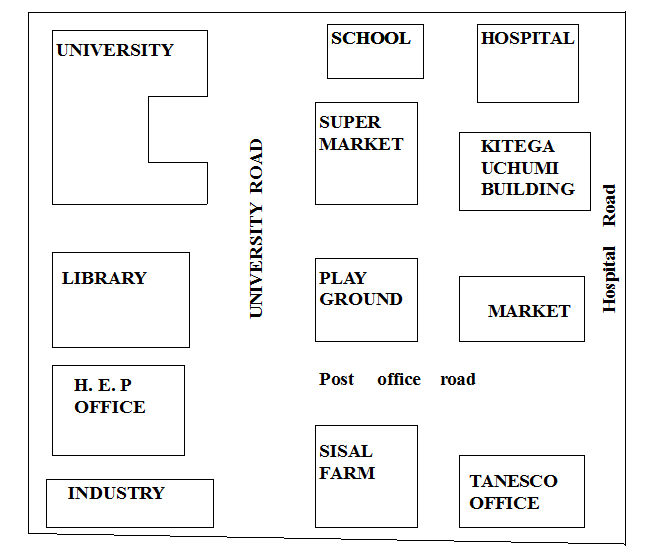 UNIVERSITY
SCHOOL
HOSPITAL
SUPER
MARKET
KITEGA
UCHUMI
BUILDING
UNIVERSITY ROAD
Hospital Road
LIBRARY
PLAY
GROUND
MARKET
H. E. P
OFFICE
Post office road
SISAL
FARM
INDUSTRY
TANESCO
OFFICE